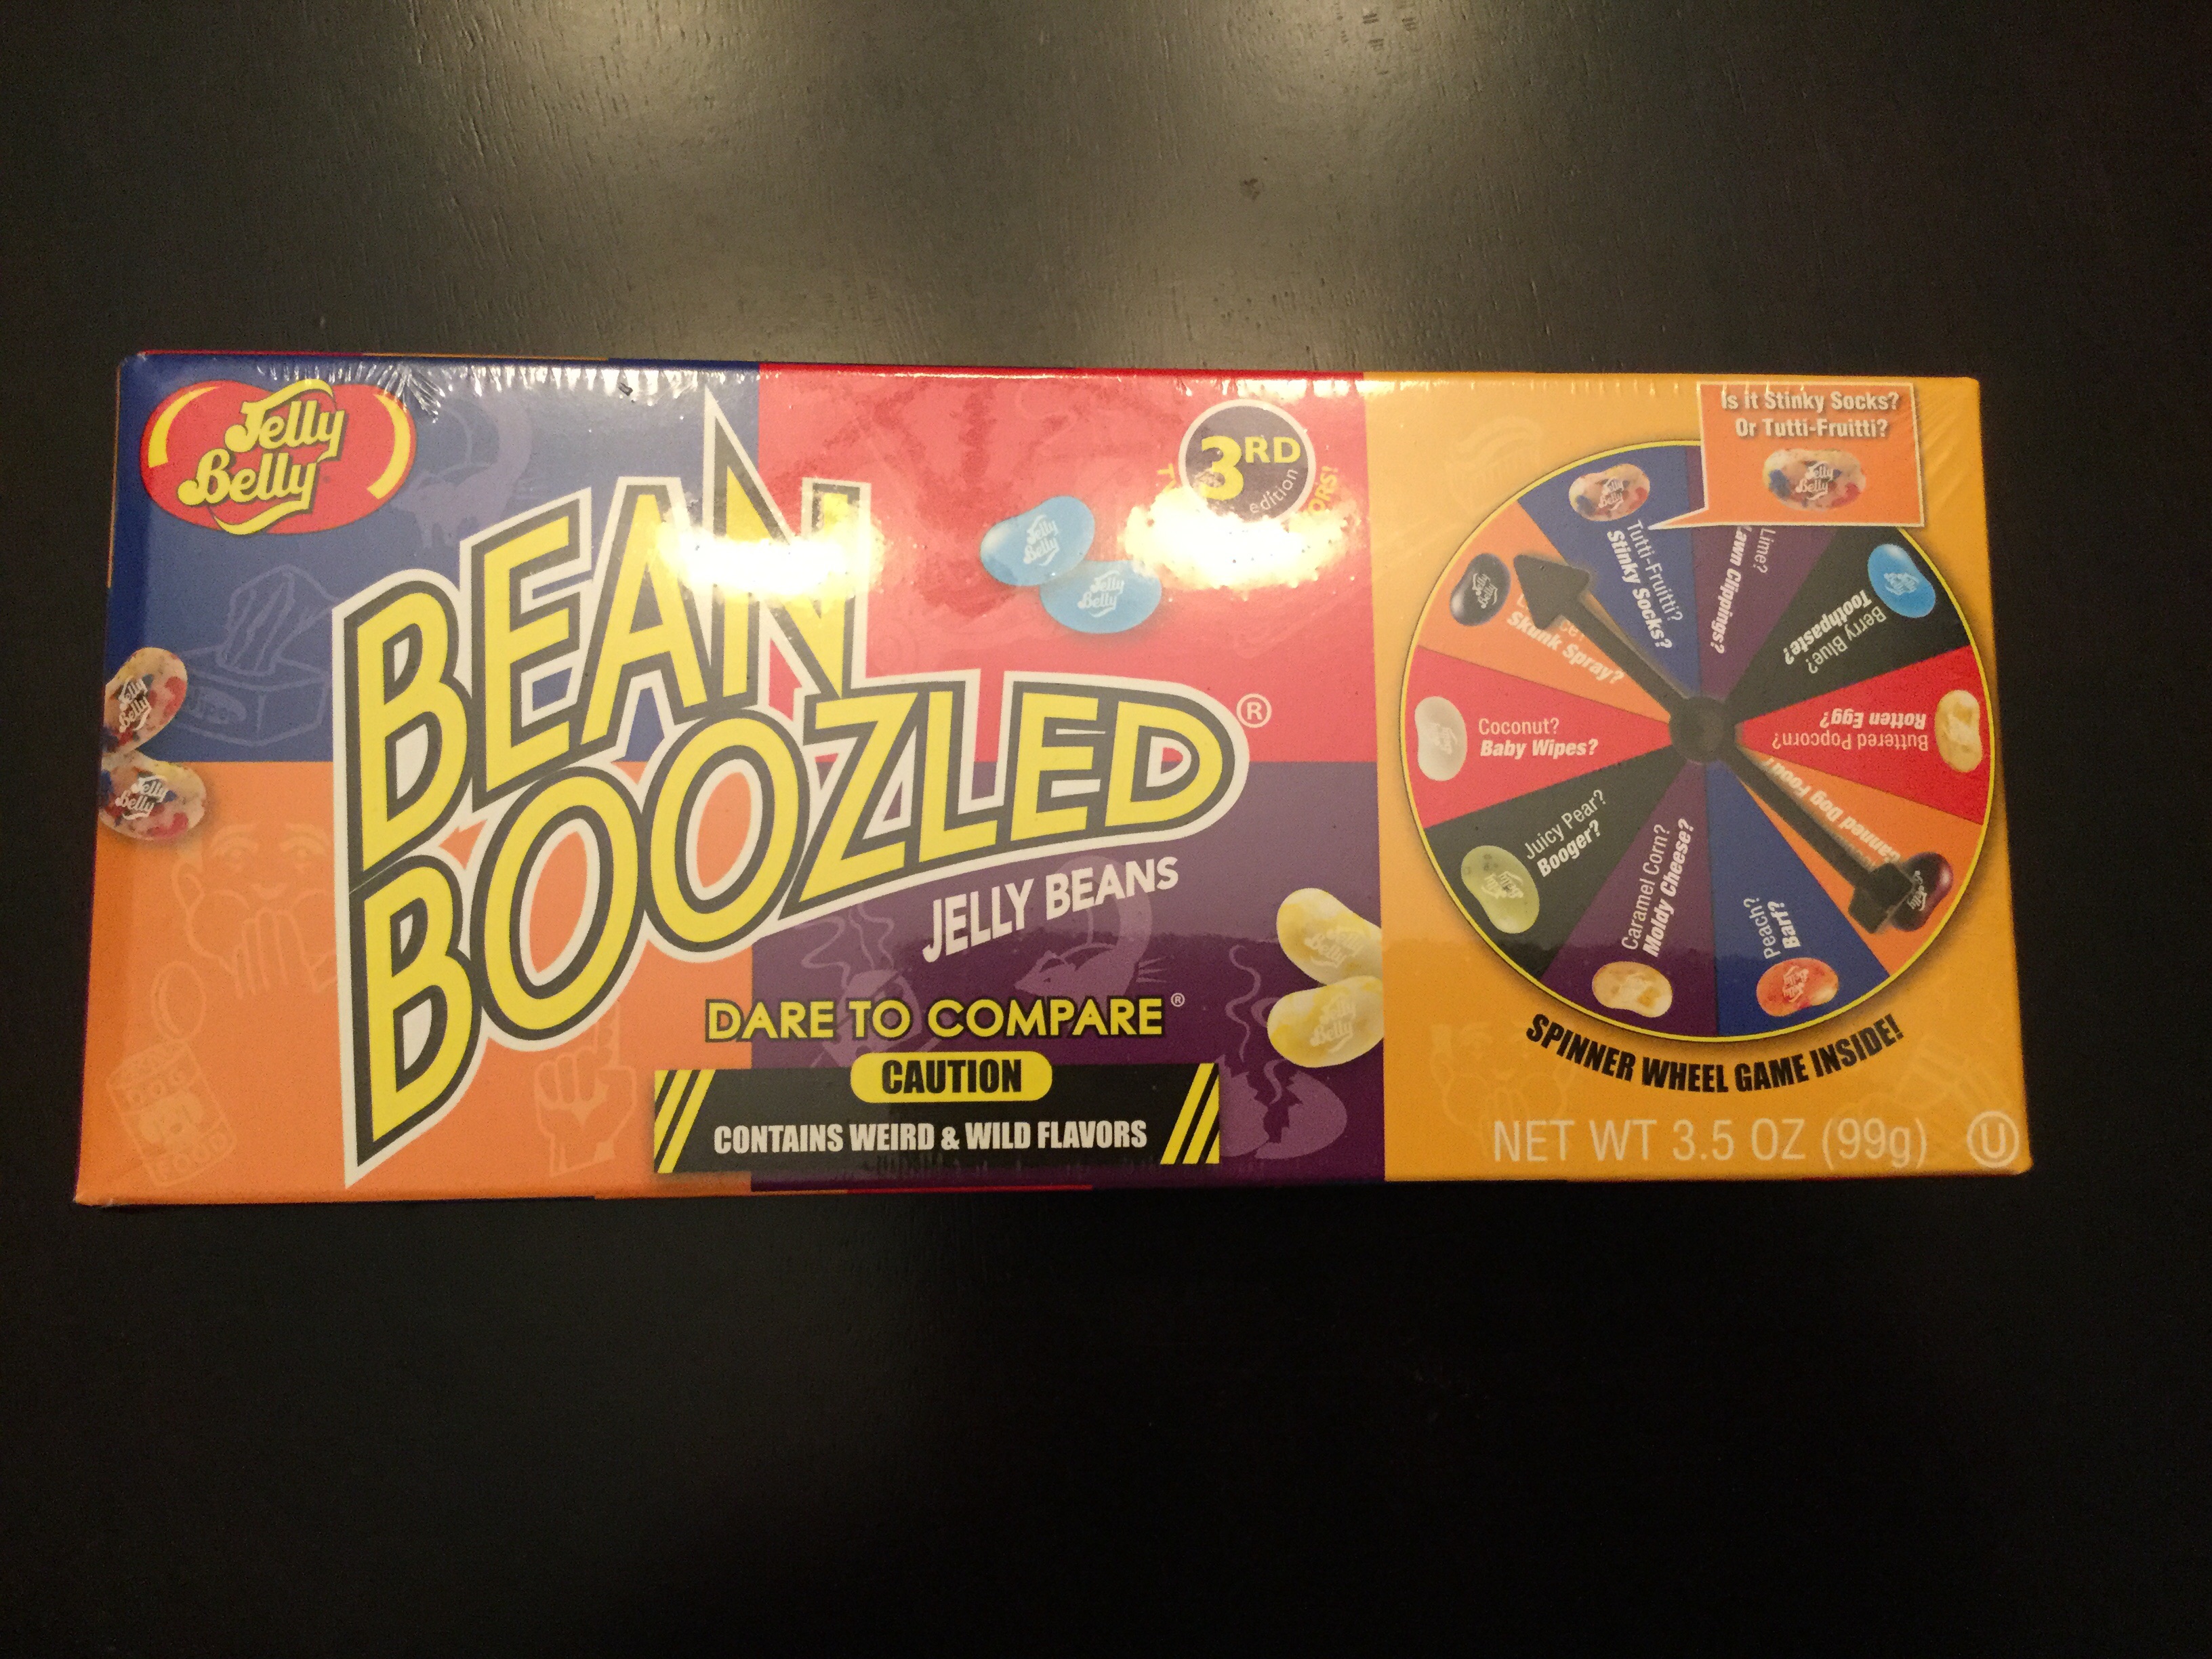 Jelly
Belly
BEAN
BOOZLED®
JELLY BEANS
DARE TO COMPARE®
CAUTION
CONTAINS WEIRD & WILD FLAVORS
3RD
edition
Is it Stinky Socks?
Or Tutti-Fruitti?
Tutti-Fruitti?
Stinky Socks?
Lime?
Lawn Clippings?
Berry Blue?
Toothpaste?
Buttered Popcorn?
Rotten Egg?
Canned Dog Food?
Peach?
Barf?
Caramel Corn?
Moldy Cheese?
Juicy Pear?
Booger?
Coconut?
Baby Wipes?
Skunk Spray?
SPINNER WHEEL GAME INSIDE!
NET WT 3.5 OZ (99g) U
DOG
FOOD